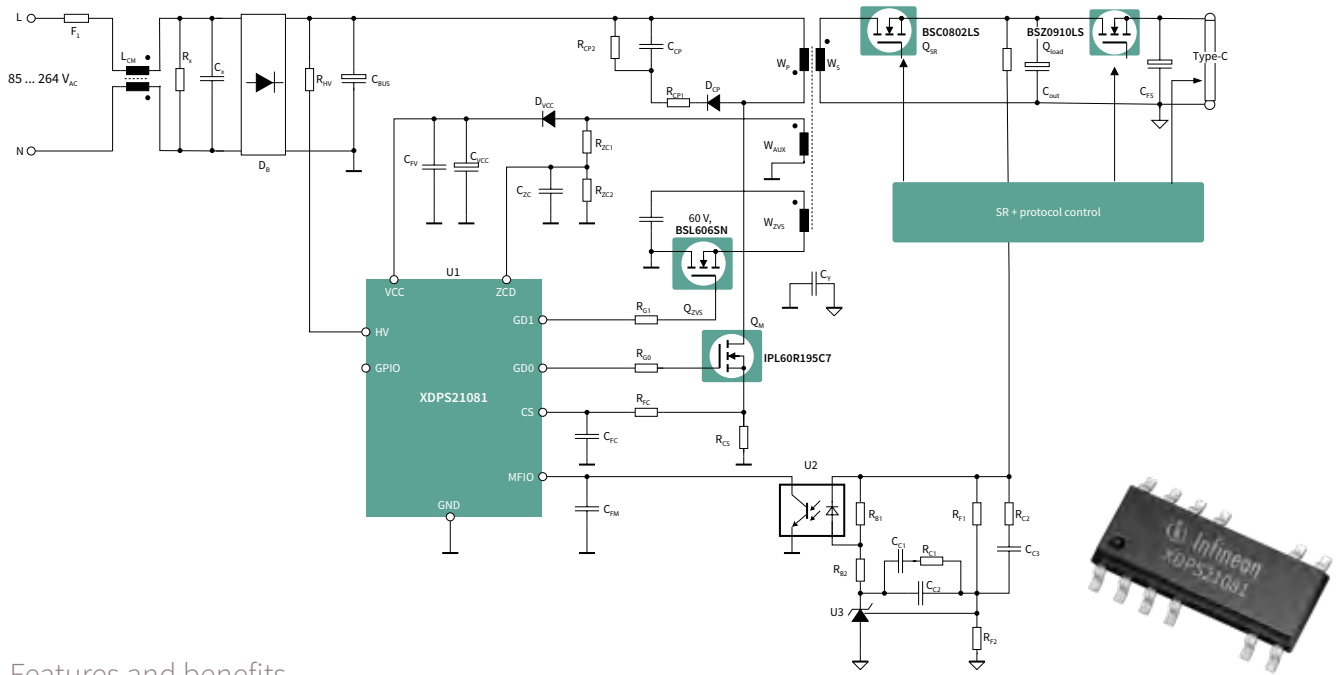 L
F1
LCM
Rx
Cx
85 ... 264 VAC
N
DB
RHV
CBUS
RCP2
CCP
RCP1
DCP
WP
WS
BSC0802LS
QSR
BSZ0910LS
Qload
Cout
CFS
Type-C
DVCC
CFV
CVCC
RZC1
CZC
RZC2
WAUX
WZVS
60 V,
BSL606SN
SR + protocol control
U1
VCC
ZCD
HV
GPIO
XDPS21081
GD1
GD0
CS
MFIO
GND
RG1
QZVS
CY
QM
RG0
IPL60R195C7
RFC
CFC
RCS
CFM
U2
RB1
RF1
RC2
CC1
RC1
CC3
RB2
CC2
U3
RF2
Infineon
XDPS21081
Features and benefits